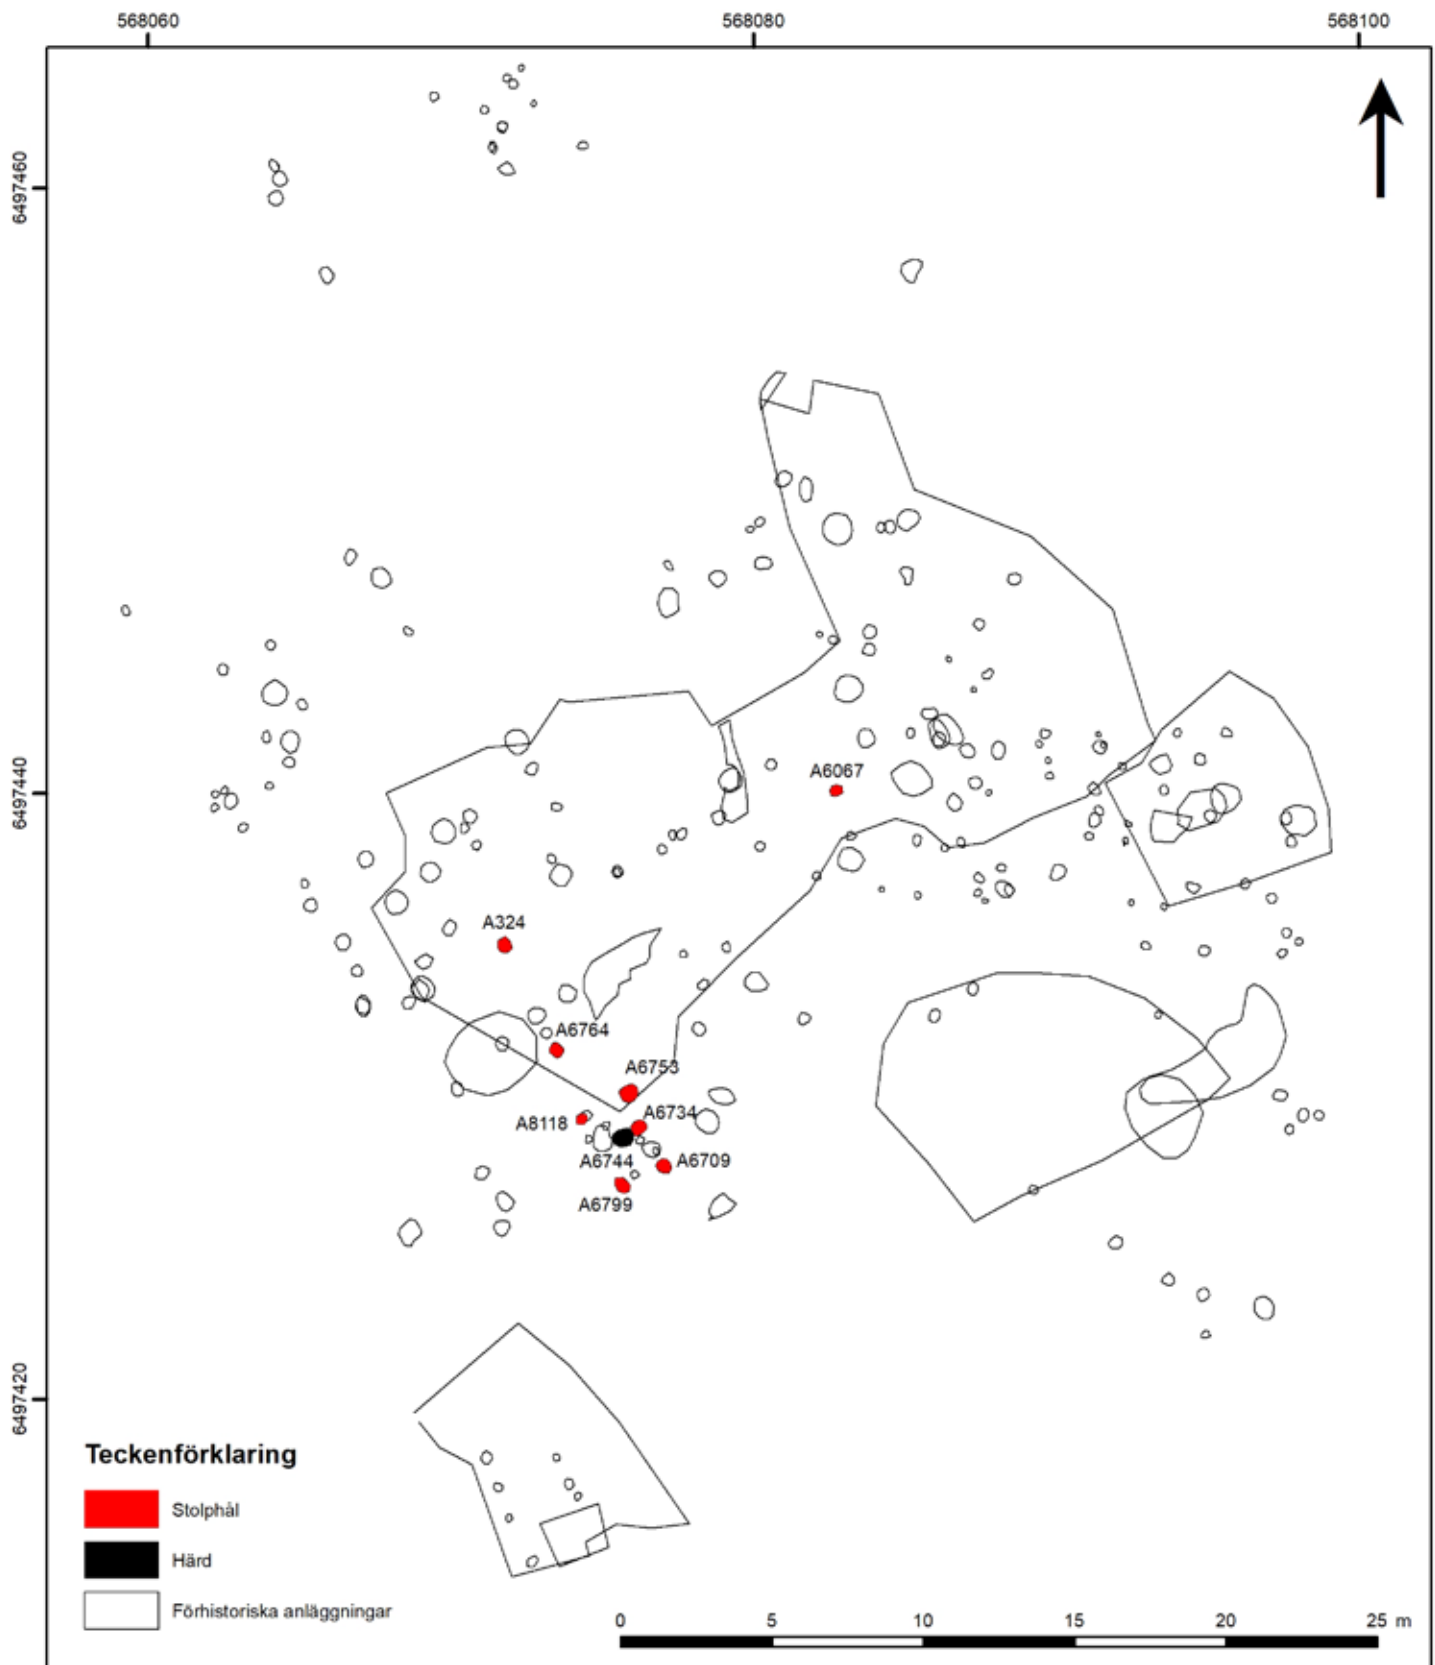 568060 568080 568100
6497460
6497440
6497420
A6067
A324
A6764
A6753
A8118
A6734
A6744
A6709
A6799
Teckenförklaring
Stolphål
Härd
Förhistoriska anläggningar
0 5 10 15 20 25 m